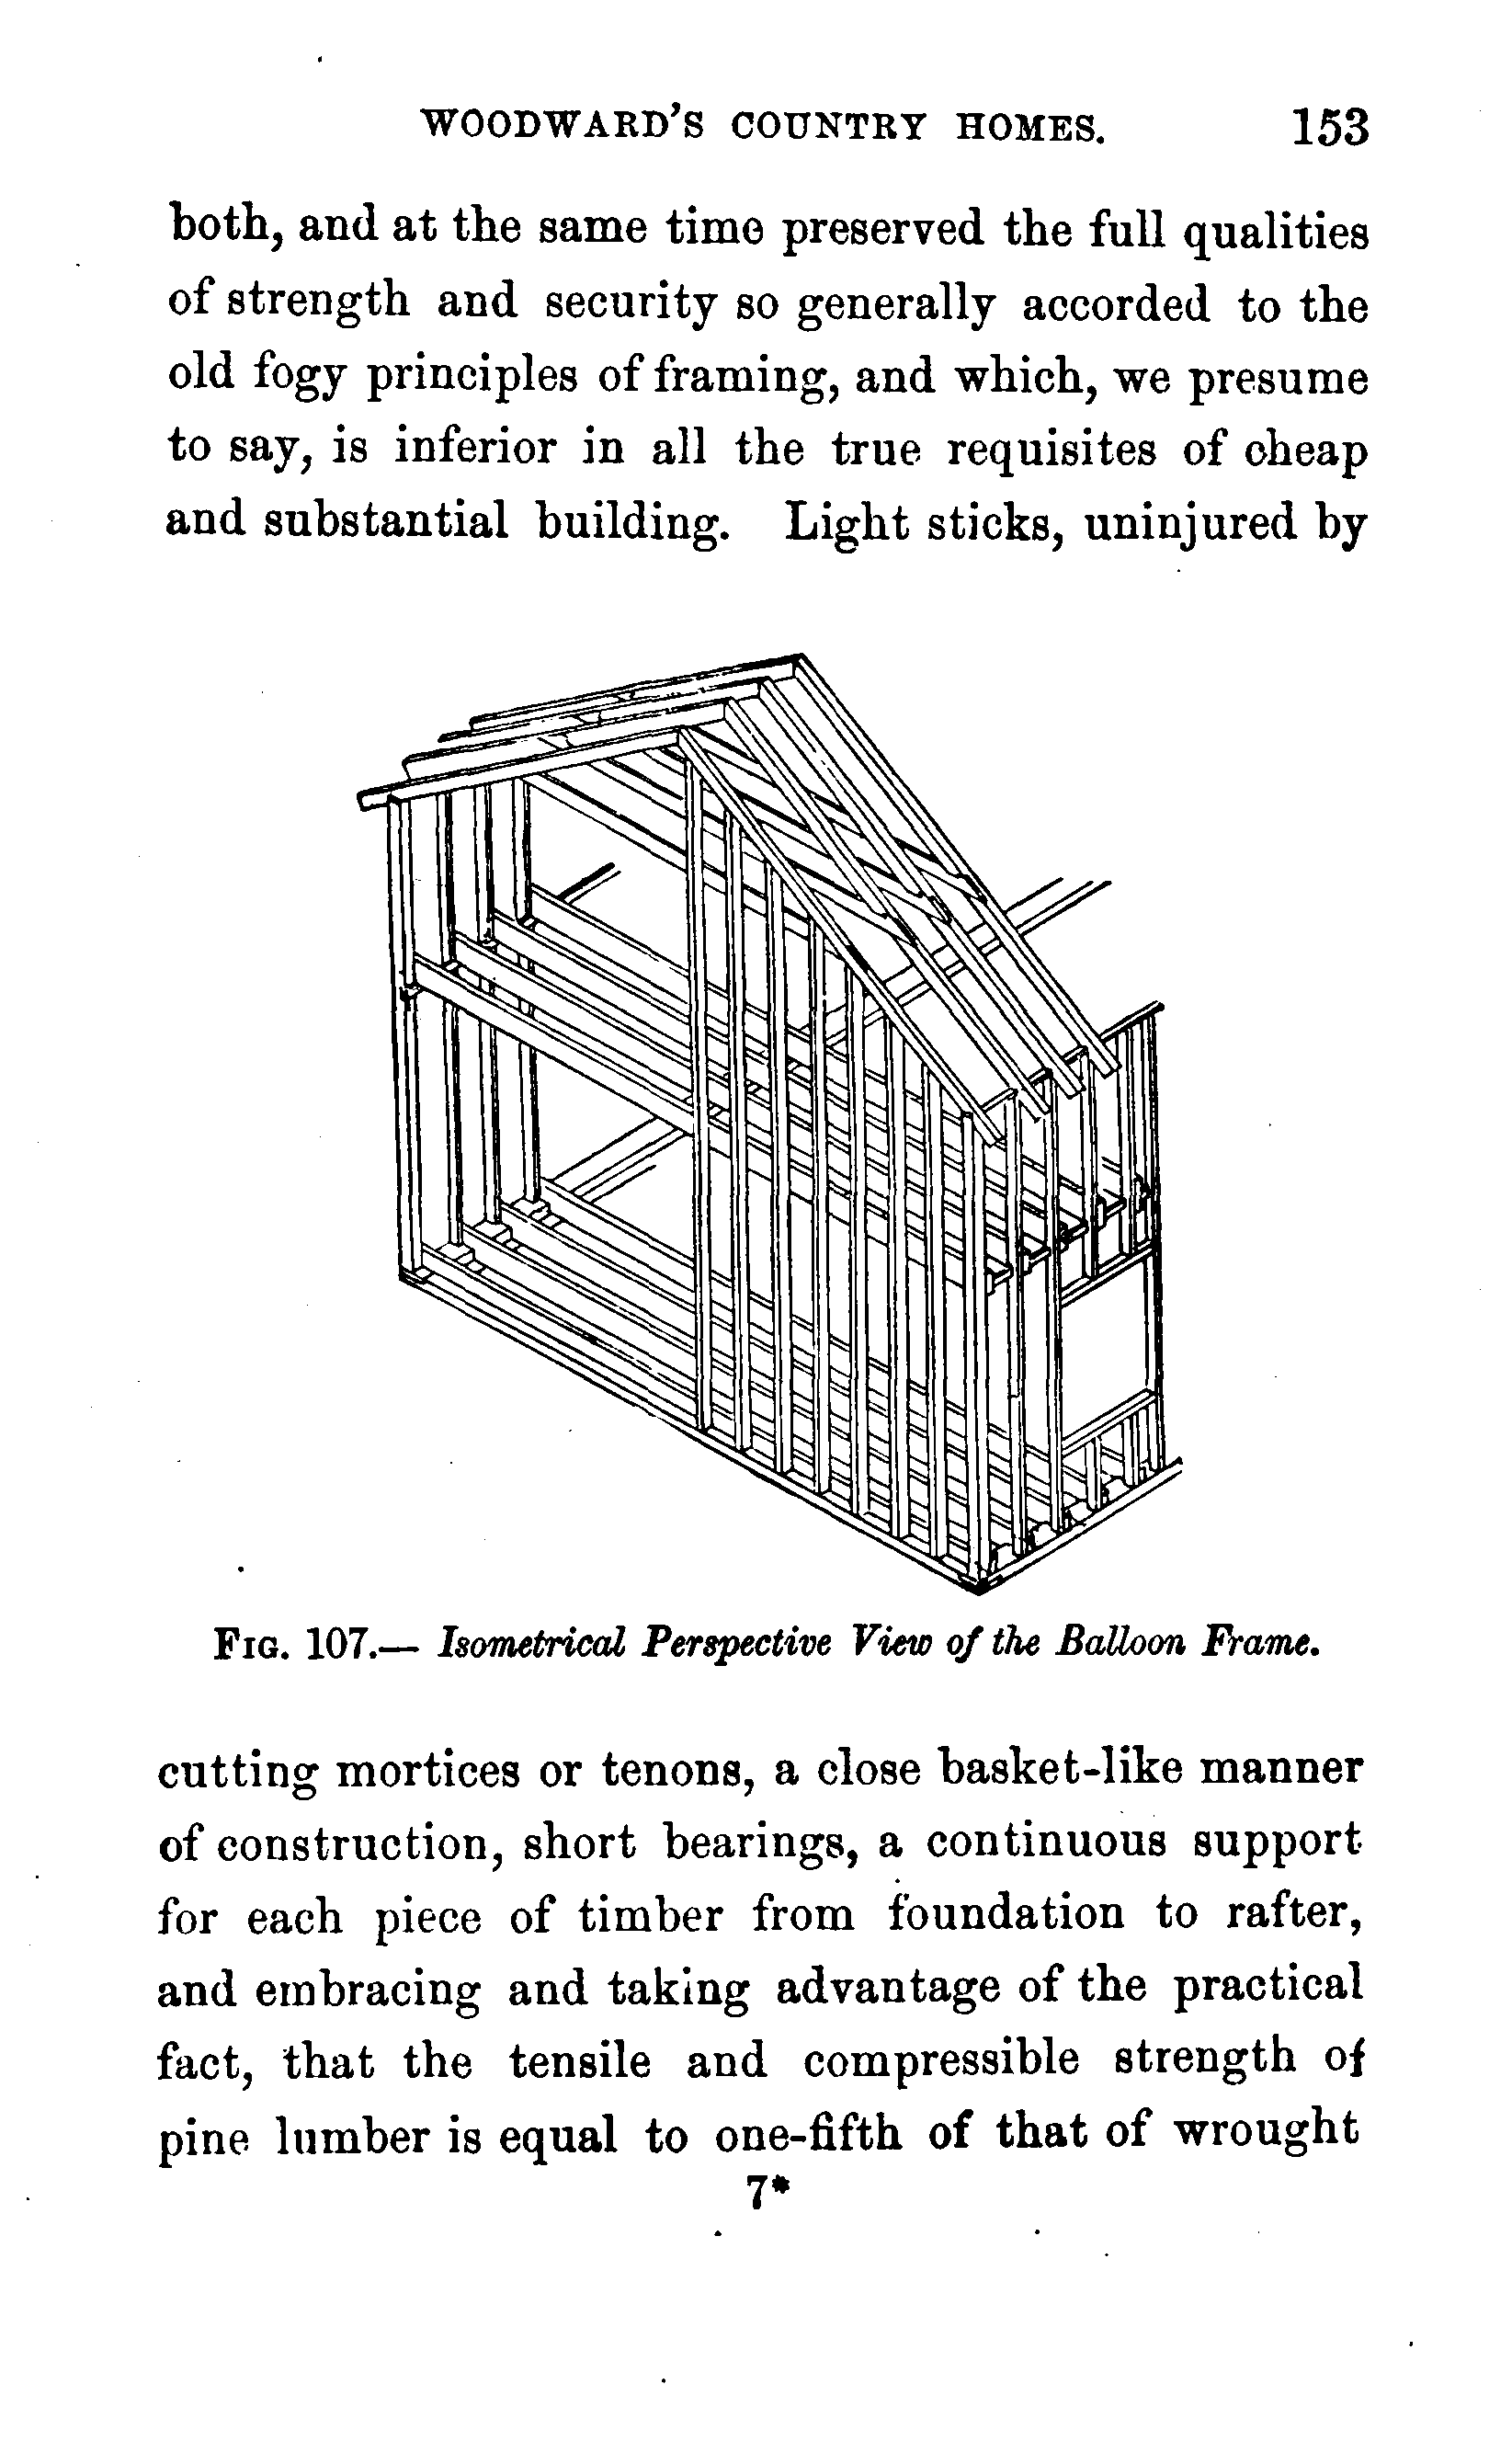 WOODWARD'S COUNTRY HOMES. 153
both, and at the same time preserved the full qualities
of strength and security so generally accorded to the
old fogy principles of framing, and which, we presume
to say, is inferior in all the true requisites of cheap
and substantial building. Light sticks, uninjured by
FIG. 107.— Isometrical Perspective View of the Balloon Frame.
cutting mortices or tenons, a close basket-like manner
of construction, short bearings, a continuous support
for each piece of timber from foundation to rafter,
and embracing and taking advantage of the practical
fact, that the tensile and compressible strength of
pine lumber is equal to one-fifth of that of wrought
7*